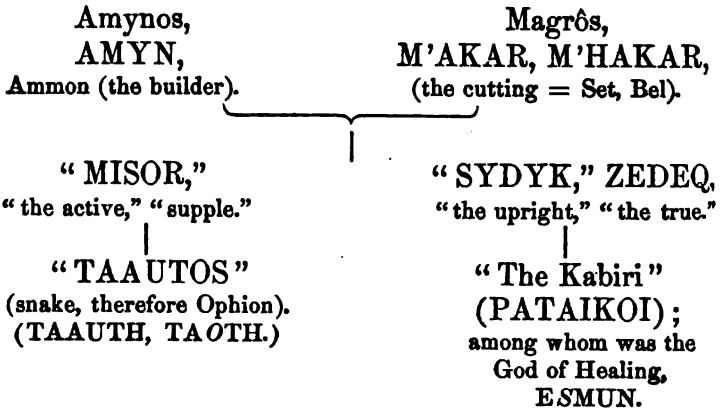 Amynos,
AMYN,
Ammon (the builder).
Magrôs,
M’AKAR, M’HAKAR,
(the cutting = Set, Bel).
“ MISOR,”
“ the active,” “ supple.”
“ SYDYK,” ZEDEQ,
“ the upright,” “ the true.”
“ TAAUTOS ”
(snake, therefore Ophion).
(TAAUTH, TAOTH.)
“ The Kabiri ”
(PATAIKOI) ;
among whom was the
God of Healing,
ESMUN.